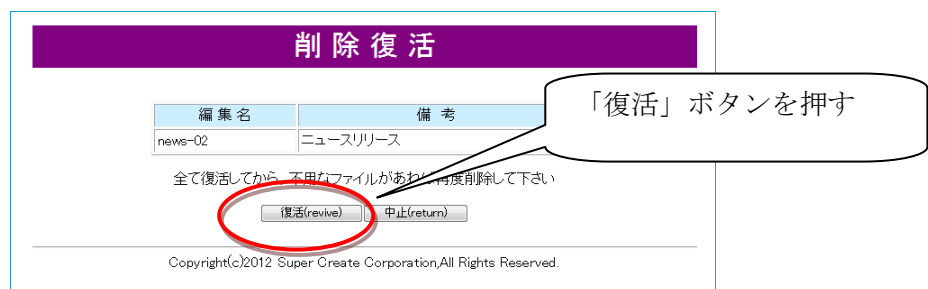 削除復活
「復活」ボタンを押す
編集名 備考
news-02 ニュースリリース
全て復活してから、不用なファイルがあれば再度削除して下さい
復活(revive) 中止(return)
Copyright(c)2012 Super Create Corporation,All Rights Reserved.